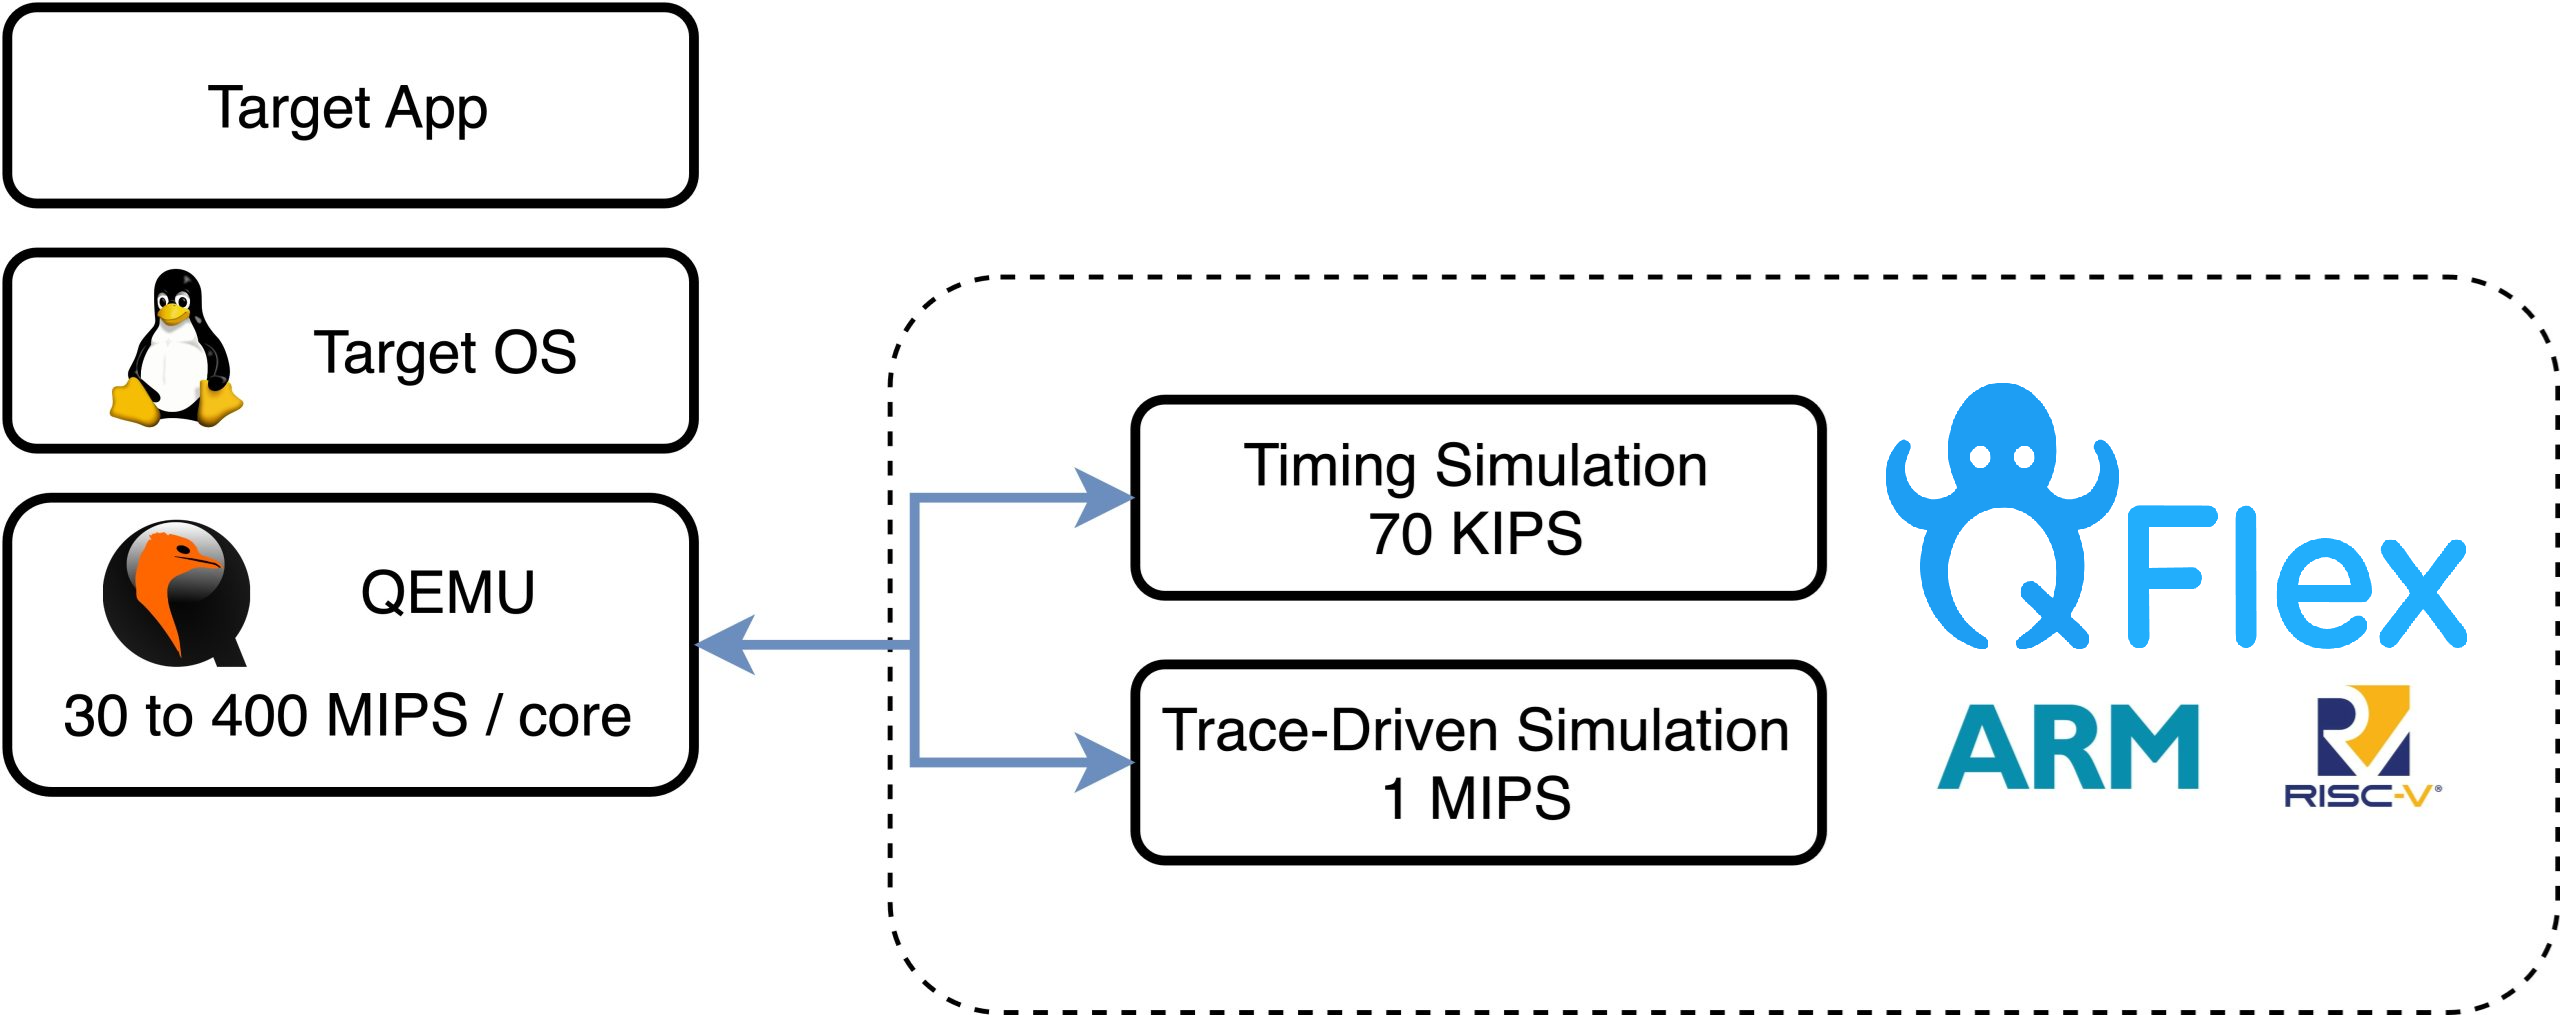 Target App
Target OS
QEMU
30 to 400 MIPS / core
Timing Simulation
70 KIPS
Trace-Driven Simulation
1 MIPS
QFlex
ARM
RISC-V®